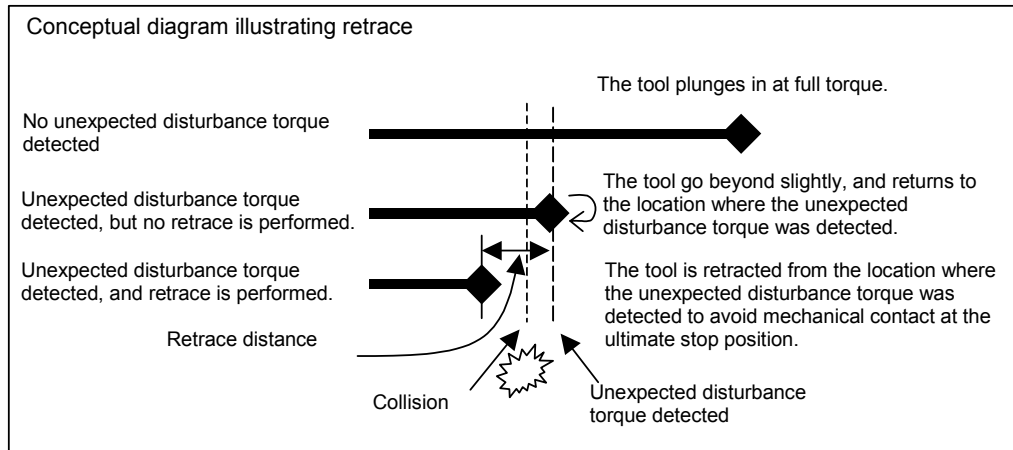 Conceptual diagram illustrating retrace
The tool plunges in at full torque.
No unexpected disturbance torque
detected
Unexpected disturbance torque
detected, but no retrace is performed.
The tool go beyond slightly, and returns to
the location where the unexpected
disturbance torque was detected.
Unexpected disturbance torque
detected, and retrace is performed.
The tool is retracted from the location where
the unexpected disturbance torque was
detected to avoid mechanical contact at the
ultimate stop position.
Retrace distance
Collision
Unexpected disturbance
torque detected